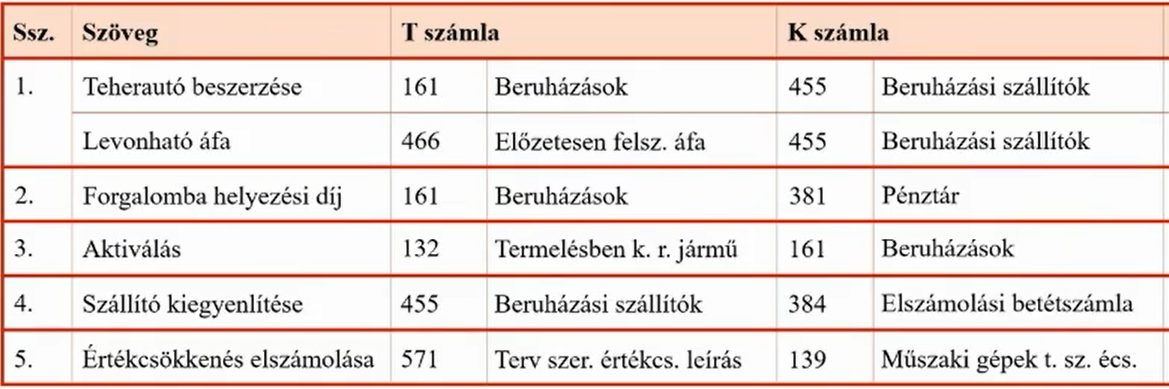 Ssz. Szöveg T számla K számla
1. Teherautó beszerzése 161 Beruházások 455 Beruházási szállítók
Levonható áfa 466 Előzetesen felsz. áfa 455 Beruházási szállítók
2. Forgalomba helyezési díj 161 Beruházások 381 Pénztár
3. Aktiválás 132 Termelésben k. r. jármű 161 Beruházások
4. Szállító kiegyenlítése 455 Beruházási szállítók 384 Elszámolási betétszámla
5. Értékcsökkenés elszámolása 571 Terv szer. értékcs. leírás 139 Műszaki gépek t. sz. écs.